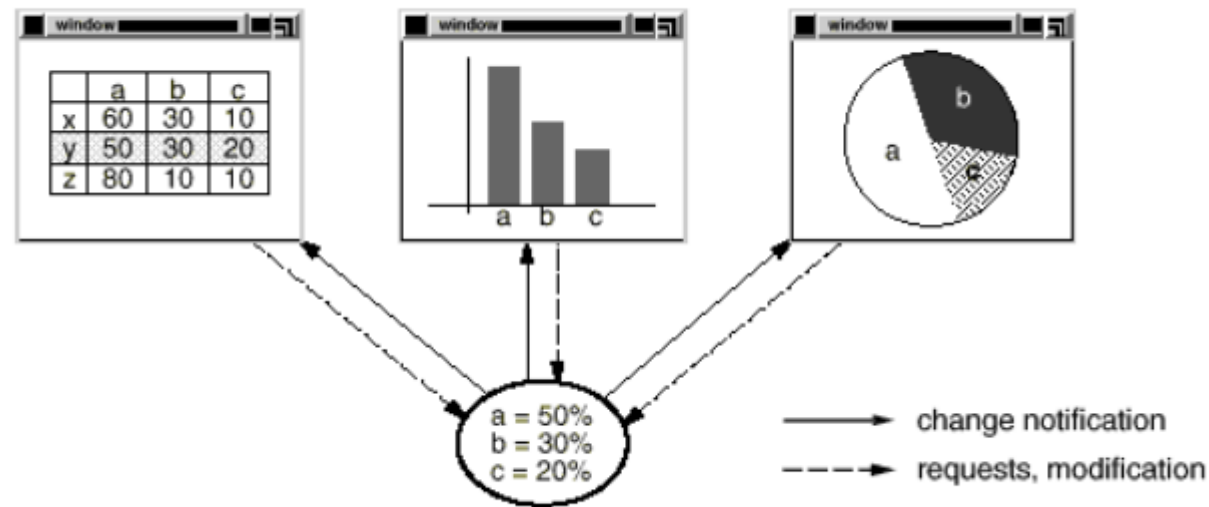 window
a b c
x 60 30 10
y 50 30 20
z 80 10 10
window
a b c
window
b
a
c
a = 50%
b = 30%
c = 20%
change notification
requests, modification